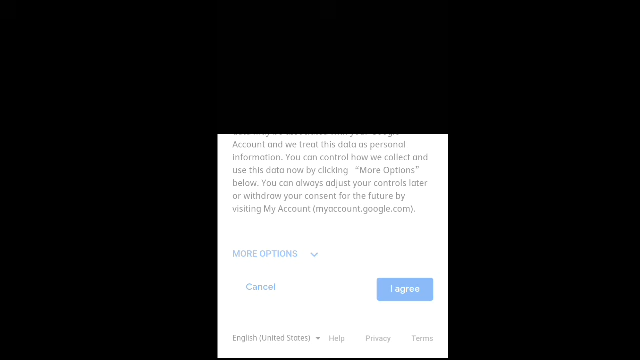 Account and we treat this data as personal
information. You can control how we collect and
use this data now by clicking “More Options”
below. You can always adjust your controls later
or withdraw your consent for the future by
visiting My Account (myaccount.google.com).
MORE OPTIONS
Cancel
I agree
English (United States)
Help
Privacy
Terms